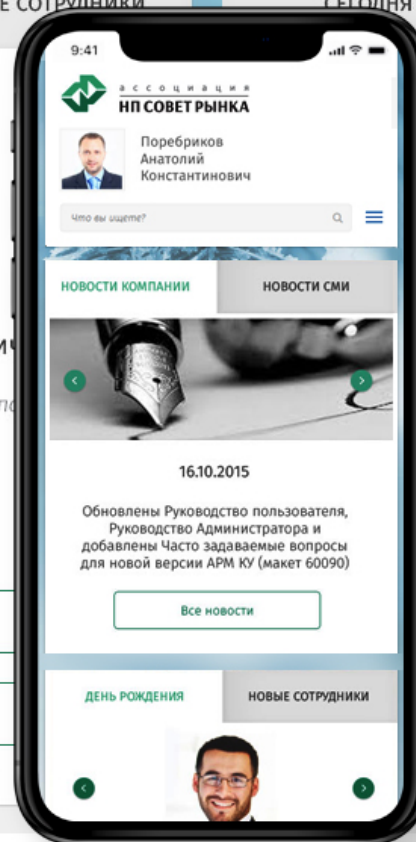 СОТРУДНИКИ
СЕГОДНЯ
9:41
ассоциация
НП СОВЕТ РЫНКА
Поребриков
Анатолий
Константинович
Что вы ищете?
НОВОСТИ КОМПАНИИ
НОВОСТИ СМИ
16.10.2015
Обновлены Руководство пользователя,
Руководство Администратора и
добавлены Часто задаваемые вопросы
для новой версии АРМ КУ (макет 60090)
Все новости
ДЕНЬ РОЖДЕНИЯ
НОВЫЕ СОТРУДНИКИ